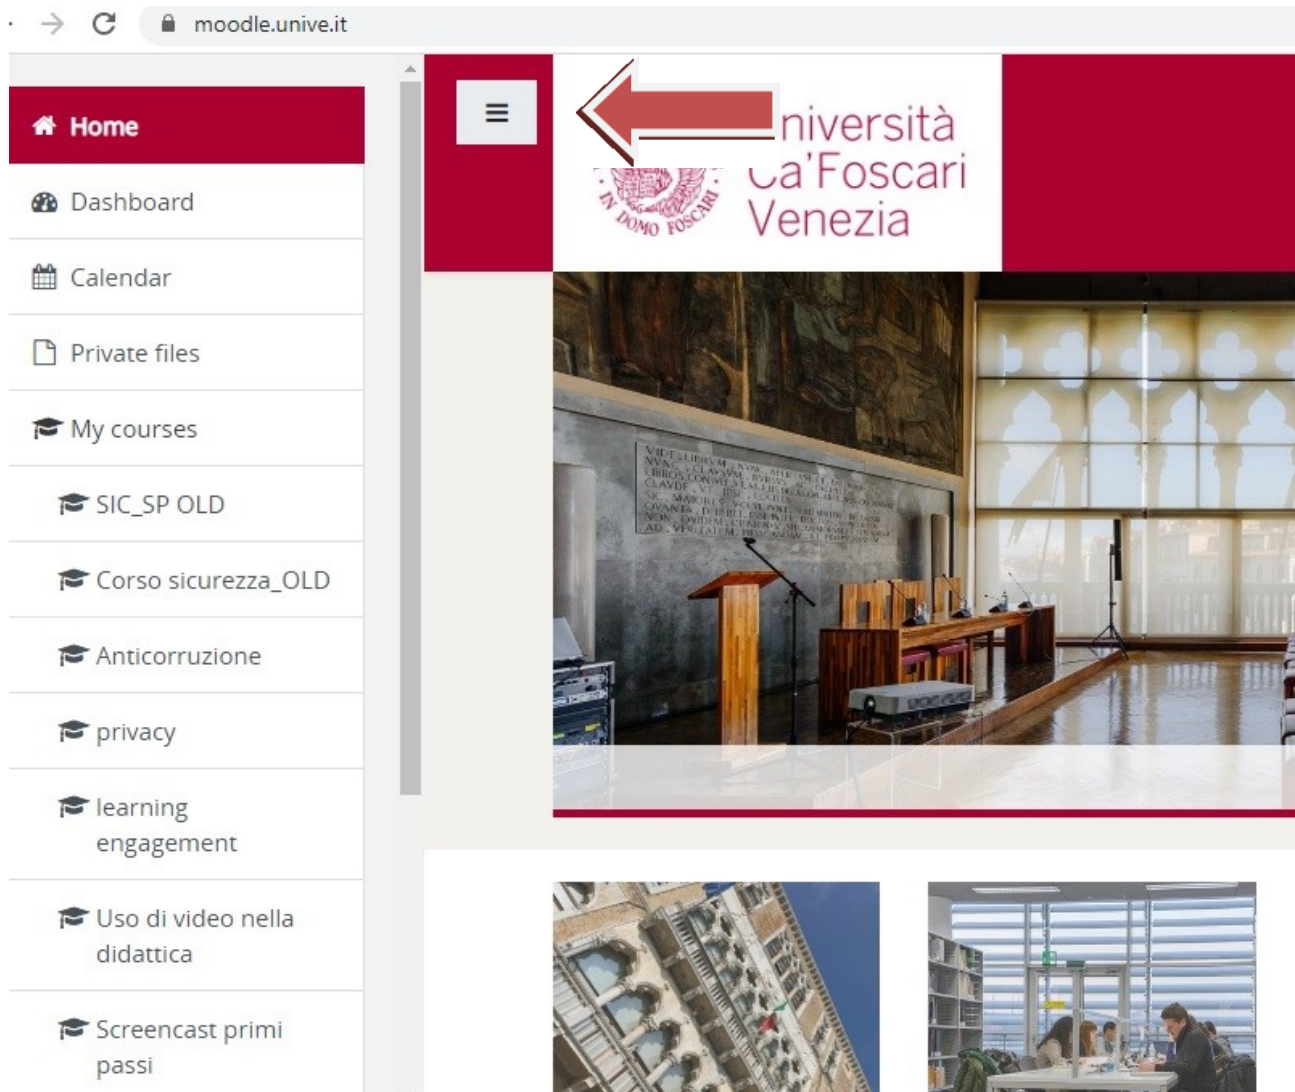 moodle.unive.it
Home
Dashboard
Calendar
Private files
My courses
SIC_SP OLD
Corso sicurezza_OLD
Anticorruzione
privacy
learning
engagement
Uso di video nella
didattica
Screencast primi
passi
niversità
Ca'Foscari
Venezia
IN DOMO FOSCARI